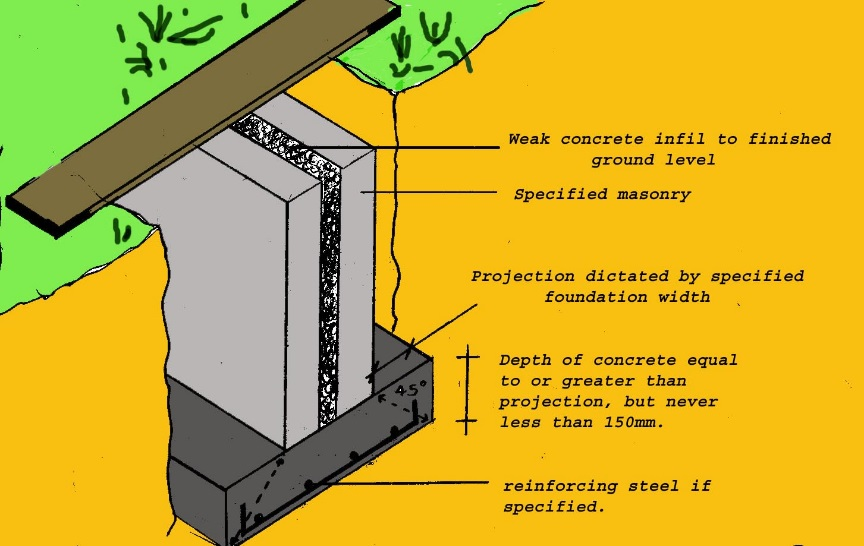 Weak concrete infil to finished
ground level
Specified masonry
Projection dictated by specified
foundation width
Depth of concrete equal
to or greater than
projection, but never
less than 150mm.
45°
reinforcing steel if
specified.